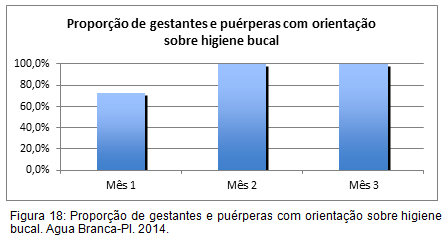 Proporção de gestantes e puérperas com orientação
sobre higiene bucal
100,0%
80,0%
60,0%
40,0%
20,0%
0,0%
Mês 1 Mês 2 Mês 3
Figura 18: Proporção de gestantes e puérperas com orientação sobre higiene
bucal. Agua Branca-PI. 2014.